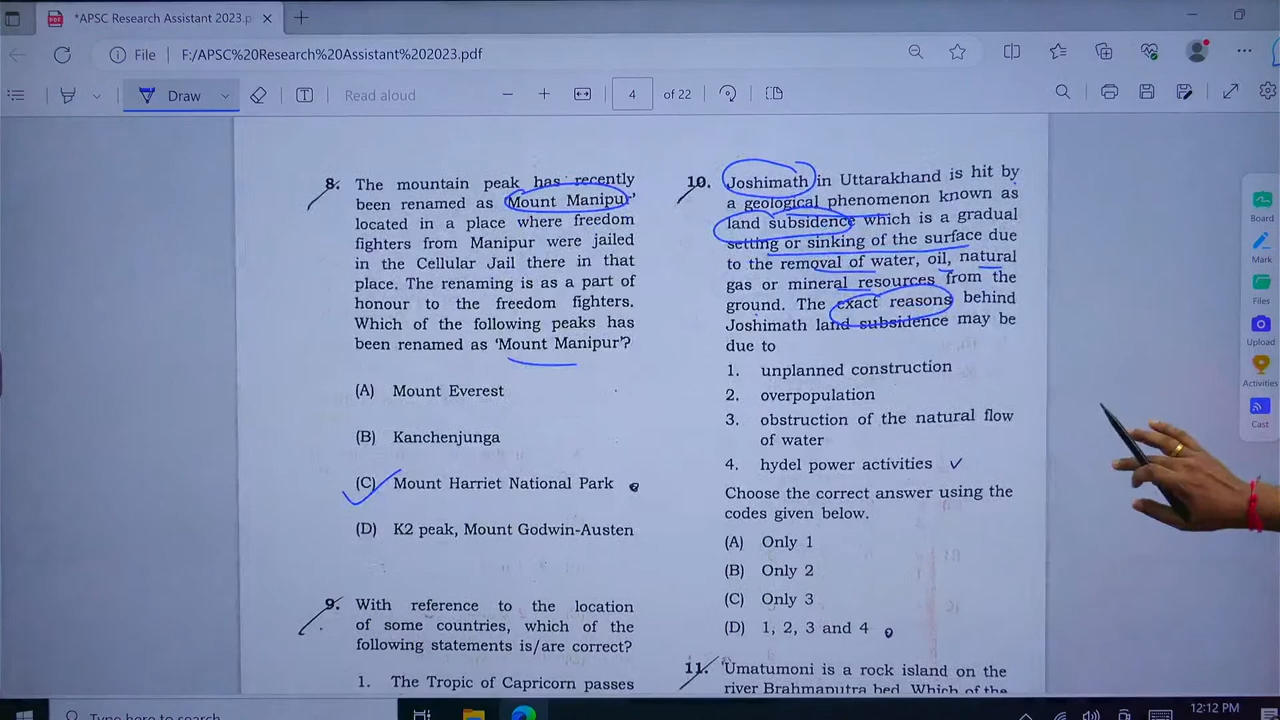 *APSC Research Assistant 2023.p
File
F:/APSC%20Research%20Assistant%202023.pdf
Draw
Read aloud
4
of 22
8. The mountain peak has recently
been renamed as 'Mount Manipur'
located in a place where freedom
fighters from Manipur were jailed
in the Cellular Jail there in that
place. The renaming is as a part of
honour to the freedom fighters.
Which of the following peaks has
been renamed as 'Mount Manipur'?
(A) Mount Everest
(B) Kanchenjunga
(C) Mount Harriet National Park
(D) K2 peak, Mount Godwin-Austen
9. With reference to the location
of some countries, which of the
following statements is/are correct?
1. The Tropic of Capricorn passes
10. Joshimath in Uttarakhand is hit by
a geological phenomenon known as
land subsidence which is a gradual
setting or sinking of the surface due
to the removal of water, oil, natural
gas or mineral resources from the
ground. The exact reasons behind
Joshimath land subsidence may be
due to
1. unplanned construction
2. overpopulation
3. obstruction of the natural flow
of water
4. hydel power activities
Choose the correct answer using the
codes given below.
(A) Only 1
(B) Only 2
(C) Only 3
(D) 1, 2, 3 and 4
11. Umatumoni is a rock island on the
river Brahmaputra bed. Which of the
Board
Mark
Files
Upload
Activities
Cast
Type here to search
12:12 PM